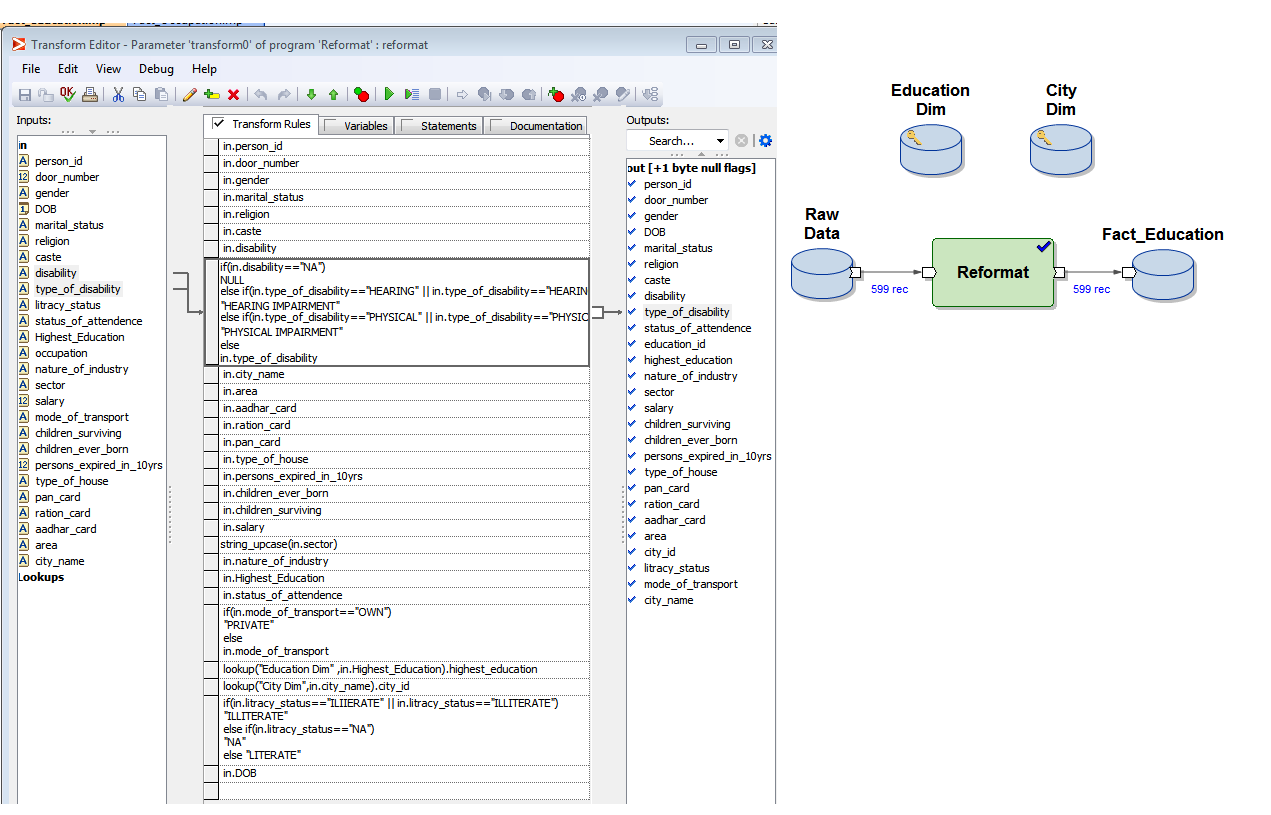 Transform Editor - Parameter 'transform0' of program 'Reformat' : reformat
File Edit View Debug Help
Inputs:
in
person_id
door_number
gender
DOB
marital_status
religion
caste
disability
type_of_disability
litracy_status
status_of_attendence
Highest_Education
occupation
nature_of_industry
sector
salary
mode_of_transport
children_surviving
children_ever_born
persons_expired_in_10yrs
type_of_house
pan_card
ration_card
aadhar_card
area
city_name
Lookups
Transform Rules Variables Statements Documentation
in.person_id
in.door_number
in.gender
in.marital_status
in.religion
in.caste
in.disability
if(in.disability=="NA")
NULL
else if(in.type_of_disability=="HEARING" || in.type_of_disability=="HEARIN
"HEARING IMPAIRMENT"
else if(in.type_of_disability=="PHYSICAL" || in.type_of_disability=="PHYSIC
"PHYSICAL IMPAIRMENT"
else
in.type_of_disability
in.city_name
in.area
in.aadhar_card
in.ration_card
in.pan_card
in.type_of_house
in.persons_expired_in_10yrs
in.children_ever_born
in.children_surviving
in.salary
string_upcase(in.sector)
in.nature_of_industry
in.Highest_Education
in.status_of_attendence
if(in.mode_of_transport=="OWN")
"PRIVATE"
else
in.mode_of_transport
lookup("Education Dim" ,in.Highest_Education).highest_education
lookup("City Dim",in.city_name).city_id
if(in.litracy_status=="ILIIERATE" || in.litracy_status=="ILLITERATE")
"ILLITERATE"
else if(in.litracy_status=="NA")
"NA"
else "LITERATE"
in.DOB
Outputs:
Search...
out [+1 byte null flags]
person_id
door_number
gender
DOB
marital_status
religion
caste
disability
type_of_disability
status_of_attendence
education_id
highest_education
nature_of_industry
sector
salary
children_surviving
children_ever_born
persons_expired_in_10yrs
type_of_house
pan_card
ration_card
aadhar_card
area
city_id
litracy_status
mode_of_transport
city_name
Education
Dim
City
Dim
Raw
Data
599 rec
Reformat
599 rec
Fact_Education